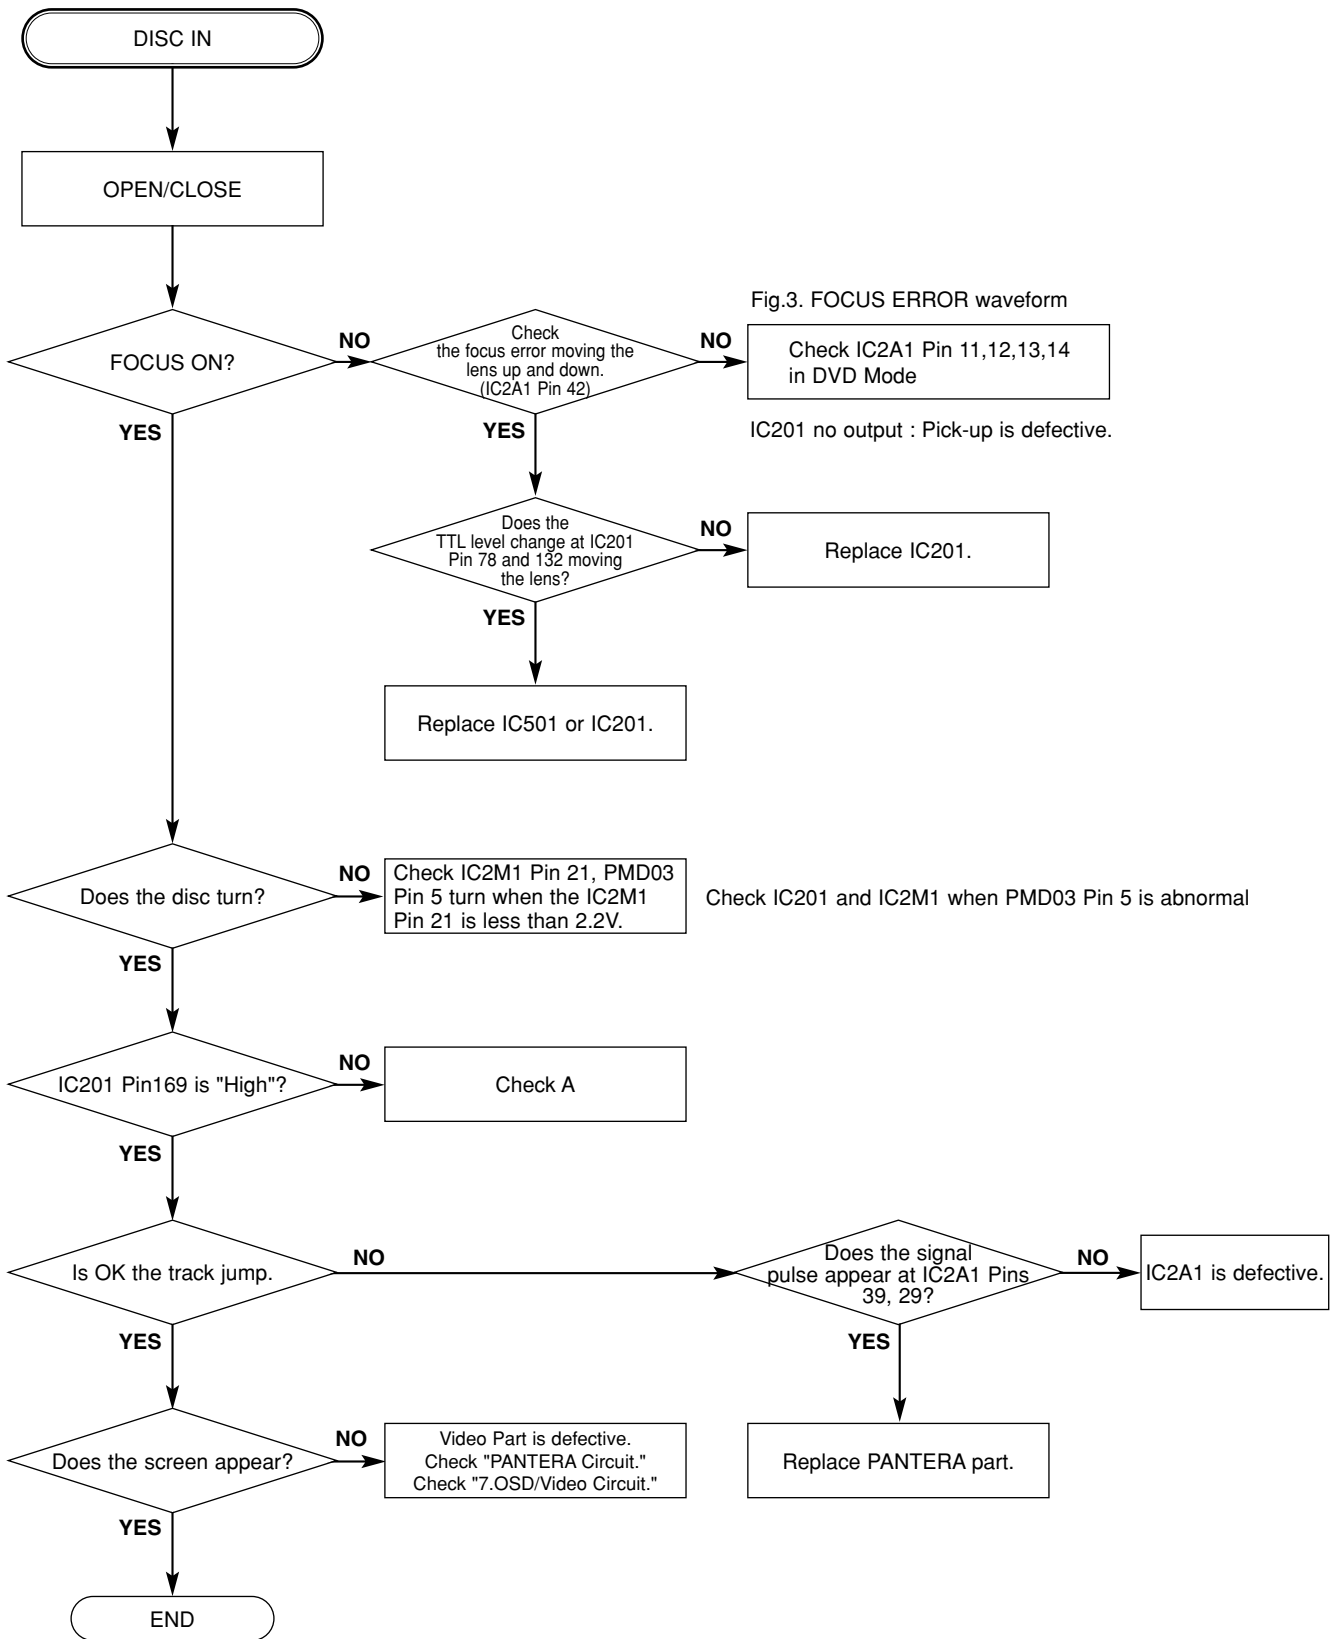 DISC IN
OPEN/CLOSE
FOCUS ON?
NO
YES
Check
the focus error moving the
lens up and down.
(IC2A1 Pin 42)
NO
YES
Fig.3. FOCUS ERROR waveform
Check IC2A1 Pin 11,12,13,14
in DVD Mode
IC201 no output : Pick-up is defective.
Does the
TTL level change at IC201
Pin 78 and 132 moving
the lens?
NO
YES
Replace IC201.
Replace IC501 or IC201.
Does the disc turn?
NO
YES
Check IC2M1 Pin 21, PMD03
Pin 5 turn when the IC2M1
Pin 21 is less than 2.2V.
Check IC201 and IC2M1 when PMD03 Pin 5 is abnormal
IC201 Pin169 is "High"?
NO
YES
Check A
Is OK the track jump.
NO
YES
Does the signal
pulse appear at IC2A1 Pins
39, 29?
NO
YES
IC2A1 is defective.
Replace PANTERA part.
Does the screen appear?
NO
YES
Video Part is defective.
Check "PANTERA Circuit."
Check "7.OSD/Video Circuit."
END